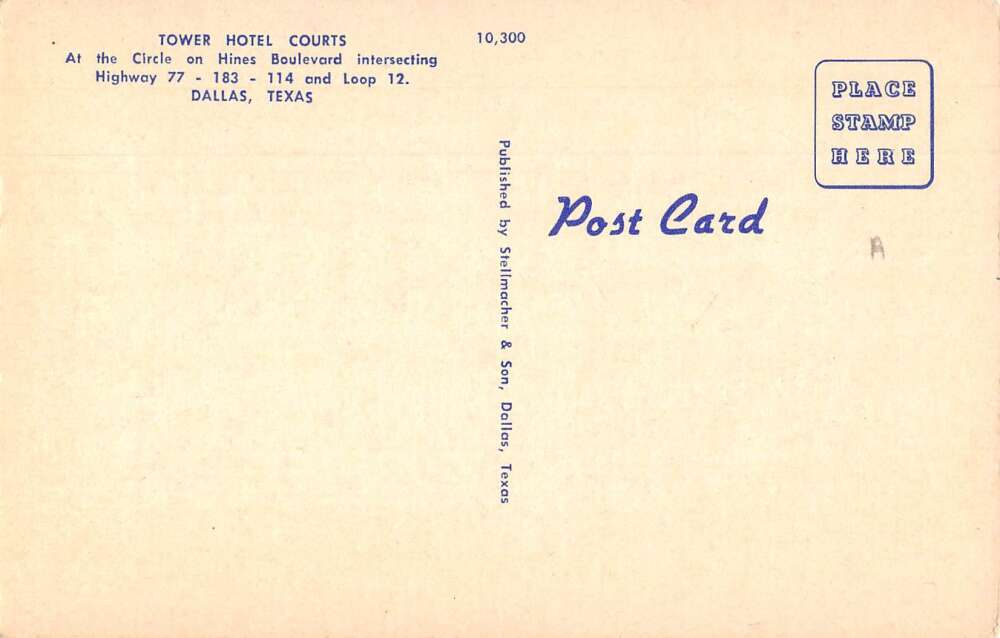 TOWER HOTEL COURTS
At the Circle on Hines Boulevard intersecting
Highway 77 - 183 - 114 and Loop 12.
DALLAS, TEXAS
10,300
Published by Stellmacher & Son, Dallas, Texas
Post Card
PLACE
STAMP
HERE
A